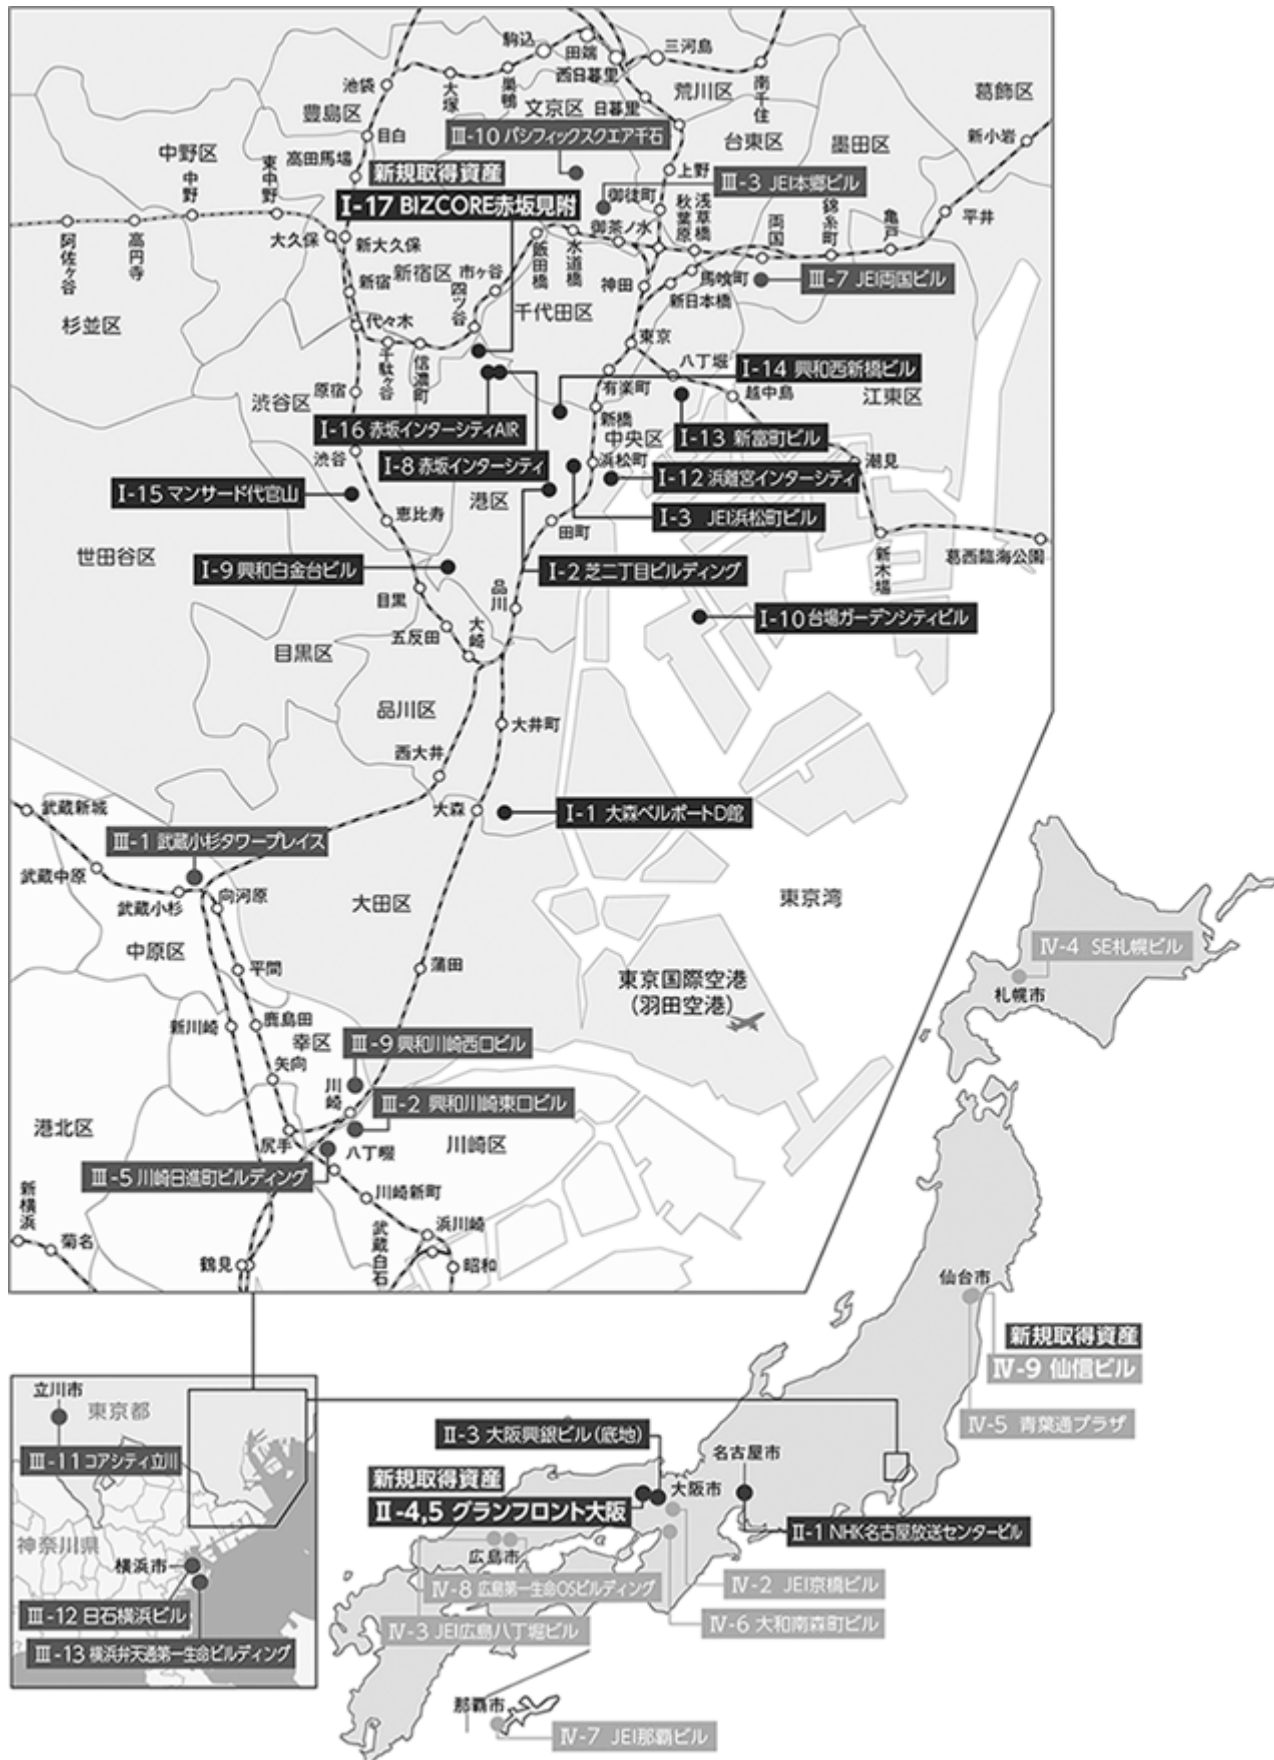 駒込
田端
三河島
西日暮里
池袋
大塚
巣鴨
文京区
日暮里
荒川区
南千住
葛飾区
豊島区
目白
Ⅲ-10 パシフィックスクエア千石
台東区
墨田区
新小岩
中野区
東中野
高田馬場
中野
新規取得資産
上野
Ⅲ-3 JEI本郷ビル
I-17 BIZCORE赤坂見附
御徒町
秋葉原
浅草橋
両国
錦糸町
亀戸
平井
阿佐ヶ谷
高円寺
大久保
新大久保
飯田橋
水道橋
御茶ノ水
新宿区
市ヶ谷
新宿
四ツ谷
千代田区
神田
馬喰町
Ⅲ-7 JEI両国ビル
新日本橋
杉並区
代々木
千駄ヶ谷
信濃町
東京
八丁堀
I-14 興和西新橋ビル
有楽町
越中島
江東区
原宿
渋谷区
新橋
I-16 赤坂インターシティAIR
中央区
I-13 新富町ビル
渋谷
I-8 赤坂インターシティ
浜松町
潮見
I-12 浜離宮インターシティ
I-15 マンサード代官山
港区
恵比寿
田町
I-3 JEI浜松町ビル
世田谷区
新木場
葛西臨海公園
I-9 興和白金台ビル
I-2 芝二丁目ビルディング
目黒
品川
I-10 台場ガーデンシティビル
五反田
大崎
目黒区
品川区
大井町
西大井
武蔵新城
大森
I-1 大森ベルポートD館
Ⅲ-1 武蔵小杉タワープレイス
武蔵中原
武蔵小杉
向河原
大田区
東京湾
中原区
平間
蒲田
東京国際空港
(羽田空港)
Ⅳ-4 SE札幌ビル
札幌市
新川崎
鹿島田
幸区
Ⅲ-9 興和川崎西口ビル
矢向
川崎
Ⅲ-2 興和川崎東口ビル
港北区
尻手
八丁畷
川崎区
Ⅲ-5 川崎日進町ビルディング
川崎新町
新横浜
菊名
浜川崎
武蔵白石
鶴見
昭和
仙台市
新規取得資産
Ⅳ-9 仙信ビル
Ⅳ-5 青葉通プラザ
立川市
東京都
Ⅲ-11 コアシティ立川
神奈川県
横浜市
Ⅲ-12 日石横浜ビル
Ⅲ-13 横浜弁天通第一生命ビルディング
Ⅱ-3 大阪興銀ビル(底地)
名古屋市
新規取得資産
大阪市
Ⅱ-4,5 グランフロント大阪
Ⅱ-1 NHK名古屋放送センタービル
広島市
Ⅳ-8 広島第一生命OSビルディング
Ⅳ-2 JEI京橋ビル
Ⅳ-3 JEI広島八丁堀ビル
Ⅳ-6 大和南森町ビル
那覇市
Ⅳ-7 JEI那覇ビル